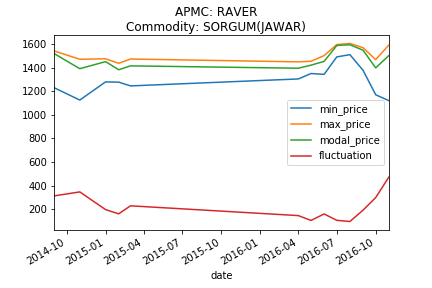 APMC: RAVER
Commodity: SORGUM(JAWAR)
1600
1400
1200
1000
800
600
400
200
min_price
max_price
modal_price
fluctuation
2014-10
2015-01
2015-04
2015-07
2015-10
2016-01
2016-04
2016-07
2016-10
date